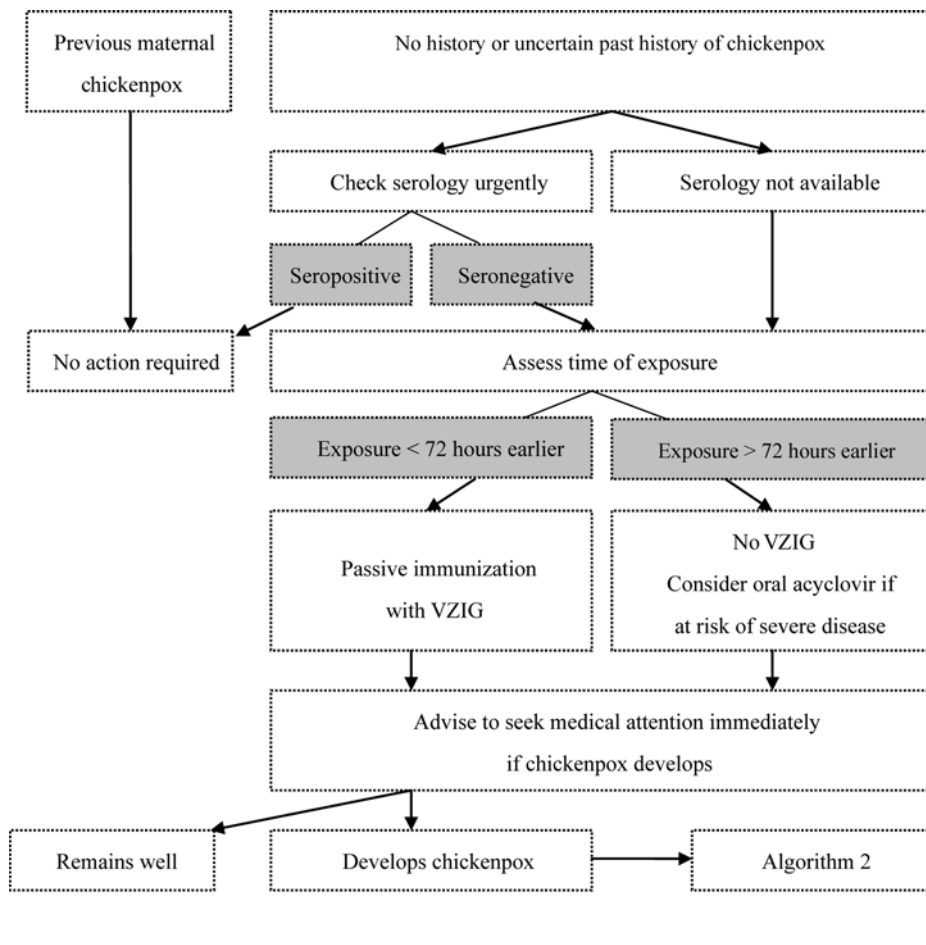 Previous maternal
chickenpox
No history or uncertain past history of chickenpox
Check serology urgently
Serology not available
Seropositive
Seronegative
No action required
Assess time of exposure
Exposure < 72 hours earlier
Exposure > 72 hours earlier
Passive immunization
with VZIG
No VZIG
Consider oral acyclovir if
at risk of severe disease
Advise to seek medical attention immediately
if chickenpox develops
Remains well
Develops chickenpox
Algorithm 2